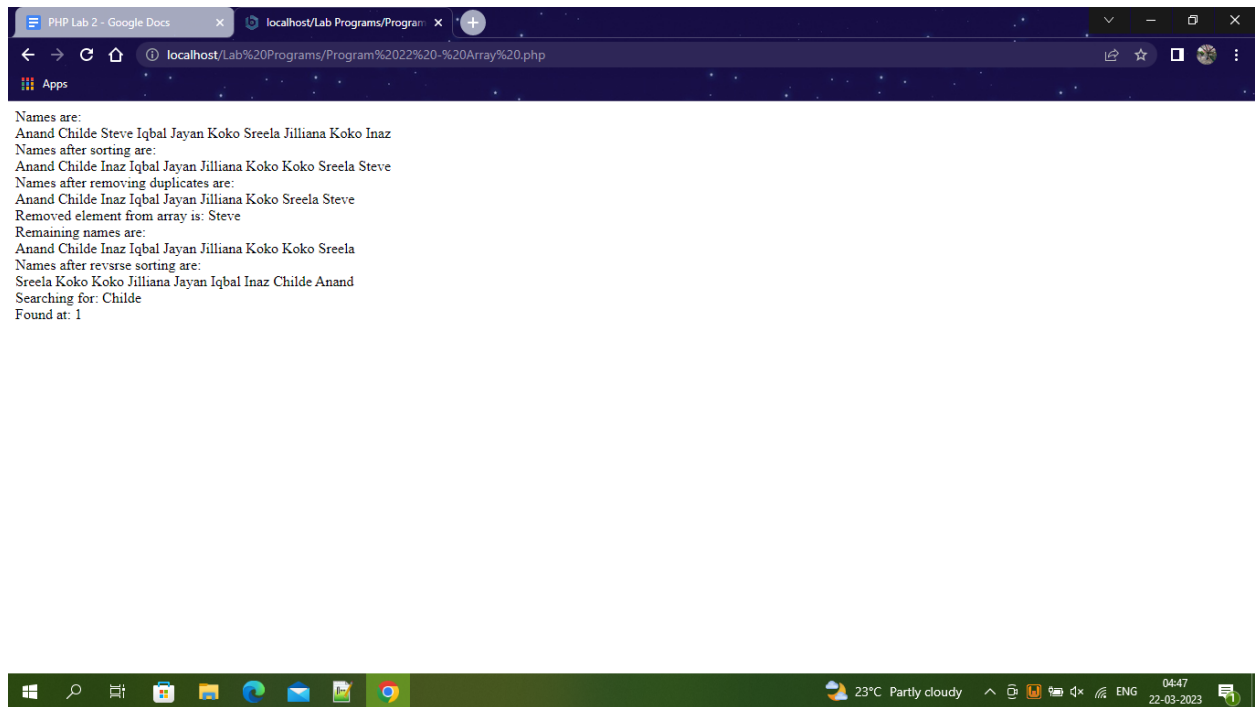 PHP Lab 2 - Google Docs
localhost/Lab Programs/Program
localhost/Lab%20Programs/Program%2022%20-%20Array%20.php
Apps
Names are:
Anand Childe Steve Iqbal Jayan Koko Sreela Jilliana Koko Inaz
Names after sorting are:
Anand Childe Inaz Iqbal Jayan Jilliana Koko Koko Sreela Steve
Names after removing duplicates are:
Anand Childe Inaz Iqbal Jayan Jilliana Koko Sreela Steve
Removed element from array is: Steve
Remaining names are:
Anand Childe Inaz Iqbal Jayan Jilliana Koko Koko Sreela
Names after revsrse sorting are:
Sreela Koko Koko Jilliana Jayan Iqbal Inaz Childe Anand
Searching for: Childe
Found at: 1
23°C Partly cloudy
ENG
04:47
22-03-2023
1